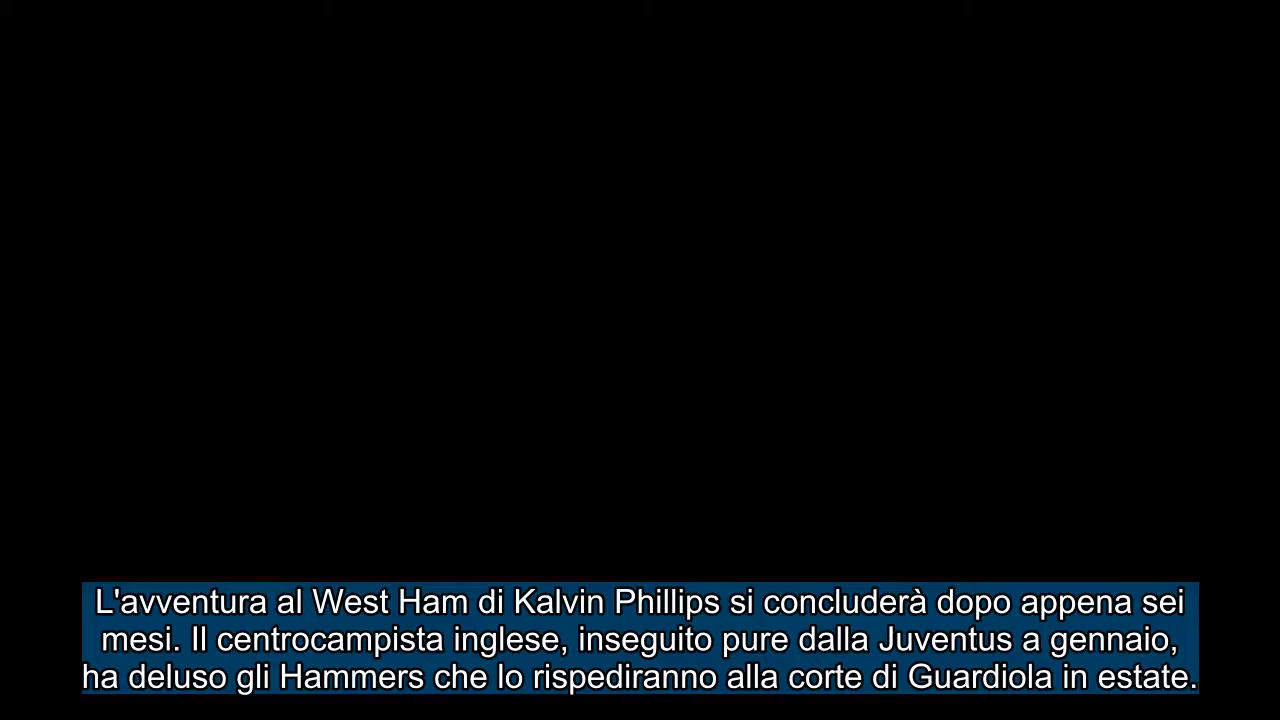 L'avventura al West Ham di Kalvin Phillips si concluderà dopo appena sei
mesi. Il centrocampista inglese, inseguito pure dalla Juventus a gennaio,
ha deluso gli Hammers che lo rispediranno alla corte di Guardiola in estate.